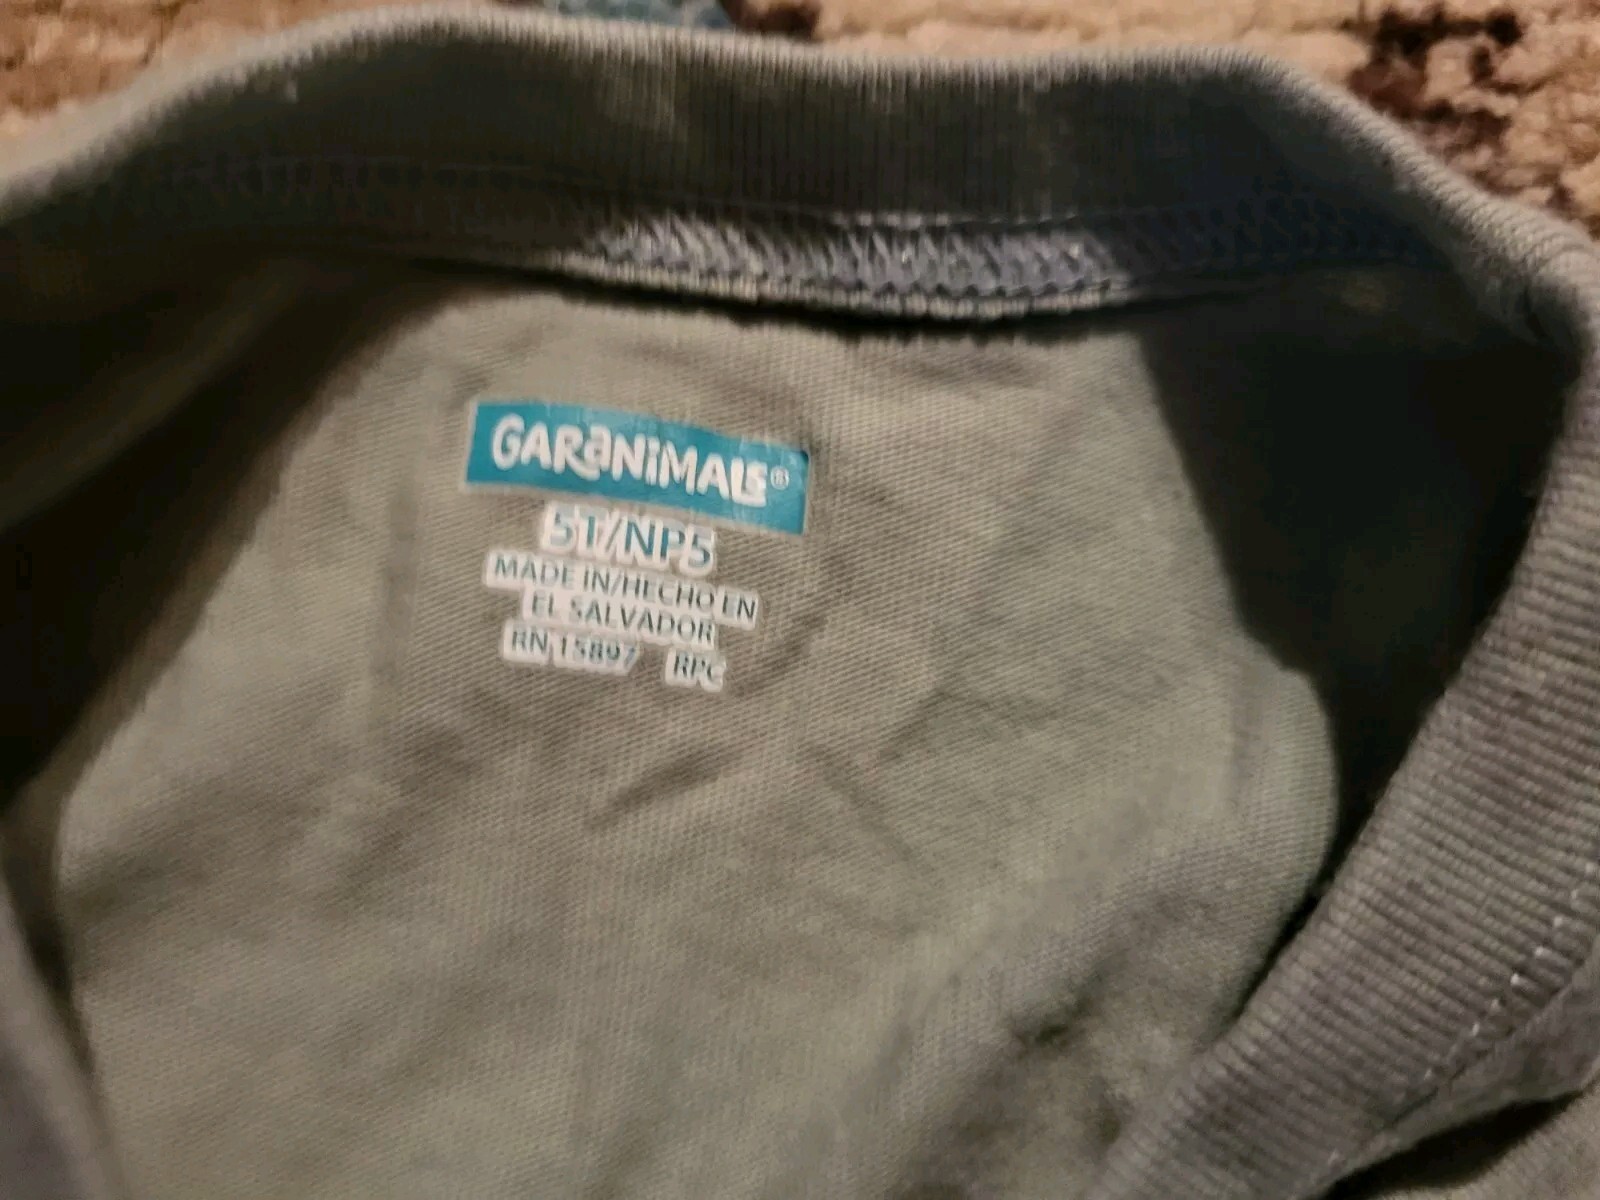 GARaNiMALS®
5T/NP5
MADE IN/HECHO EN
EL SALVADOR
RN 15897 RPC